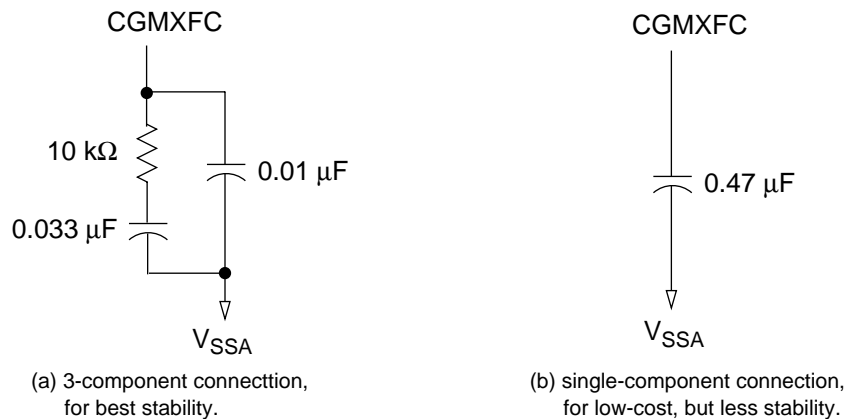 CGMXFC
10 kΩ
0.01 μF
0.033 μF
VSSA
(a) 3-component connecttion,
for best stability.
CGMXFC
0.47 μF
VSSA
(b) single-component connection,
for low-cost, but less stability.